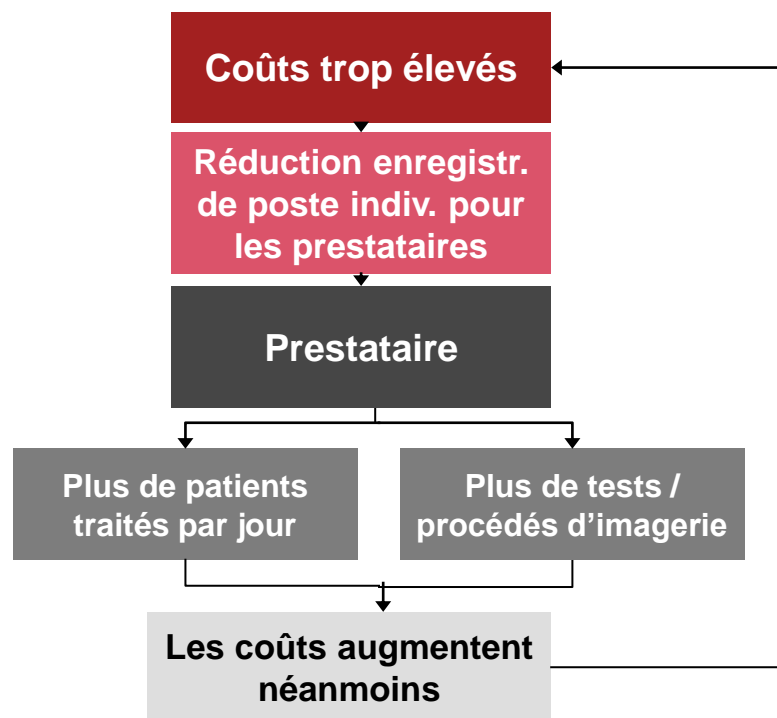 Coûts trop élevés
Réduction enregistr.
de poste indiv. pour
les prestataires
Prestataire
Plus de patients
traités par jour
Plus de tests /
procédés d’imagerie
Les coûts augmentent
néanmoins